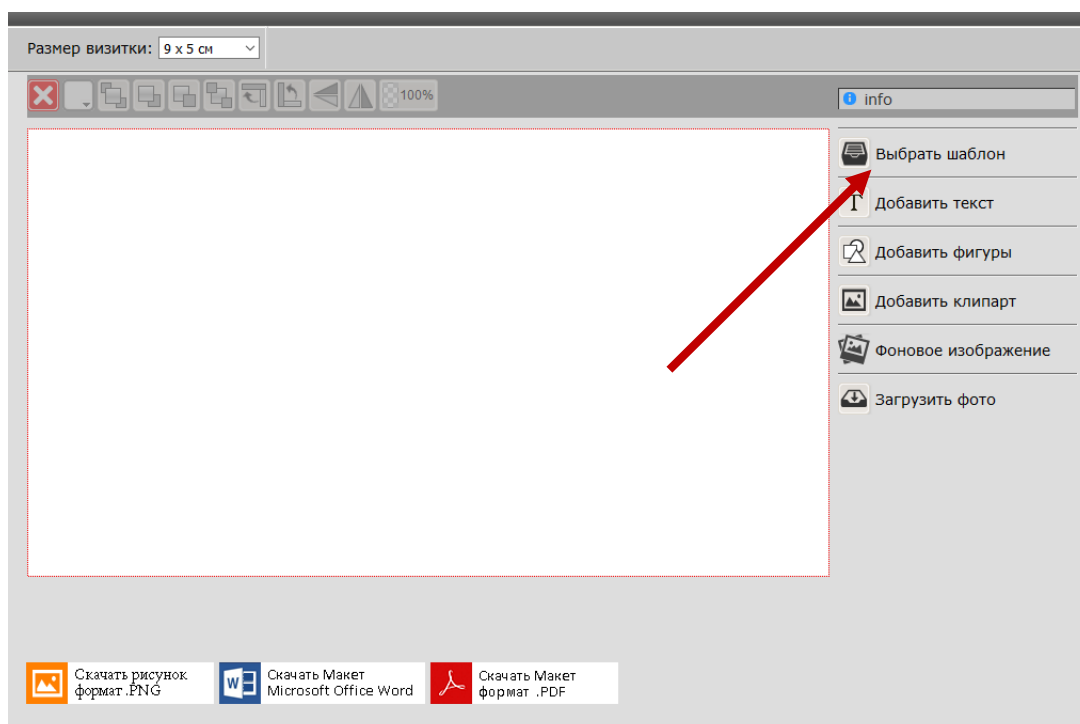 Размер визитки: 9 x 5 см
100%
info
Выбрать шаблон
Добавить текст
Добавить фигуры
Добавить клипарт
Фоновое изображение
Загрузить фото
Скачать рисунок
формат.PNG
Скачать Макет
Microsoft Office Word
Скачать Макет
формат .PDF